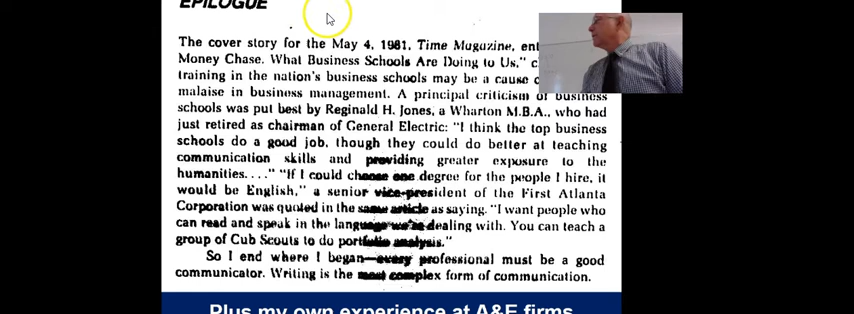 EPILOGUE
The cover story for the May 4, 1981, Time Magazine, ent
Money Chase. What Business Schools Are Doing to Us," c
training in the nation's business schools may be a cause
malaise in business management. A principal criticism of business
schools was put best by Reginald H. Jones, a Wharton M.B.A., who had
just retired as chairman of General Electric: "I think the top business
schools do a good job, though they could do better at teaching
communication skills and providing greater exposure to the
humanities. . . ." "If I could choose one degree for the people I hire, it
would be English," a senior vice-president of the First Atlanta
Corporation was quoted in the same article as saying. "I want people who
can read and speak in the language we're dealing with. You can teach a
group of Cub Scouts to do portfolio analysis."
So I end where I began—every professional must be a good
communicator. Writing is the most complex form of communication.
Plus my own experience at A&E firms